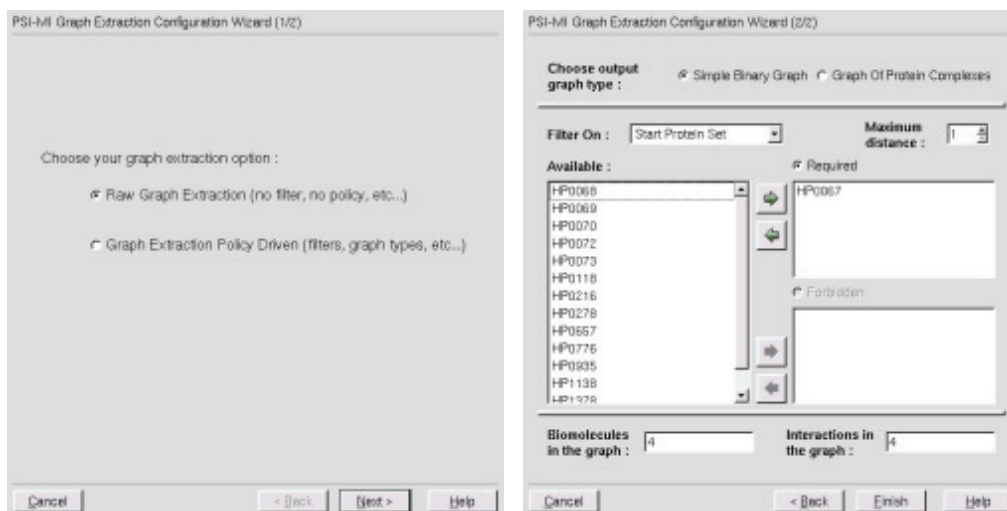 PSI-MI Graph Extraction Configuration Wizard (1/2)
Choose your graph extraction option :
Raw Graph Extraction (no filter, no policy, etc...)
Graph Extraction Policy Driven (filters, graph types, etc...)
Cancel
< Back
Next >
Help
PSI-MI Graph Extraction Configuration Wizard (2/2)
Choose output graph type :
Simple Binary Graph
Graph Of Protein Complexes
Filter On :
Start Protein Set
Maximum distance :
1
Available :
Required
HP0068
HP0069
HP0070
HP0072
HP0073
HP0118
HP0216
HP0278
HP0657
HP0776
HP0935
HP1138
HP1378
HP0067
Forbidden
Biomolecules in the graph :
4
Interactions in the graph :
4
Cancel
< Back
Finish
Help